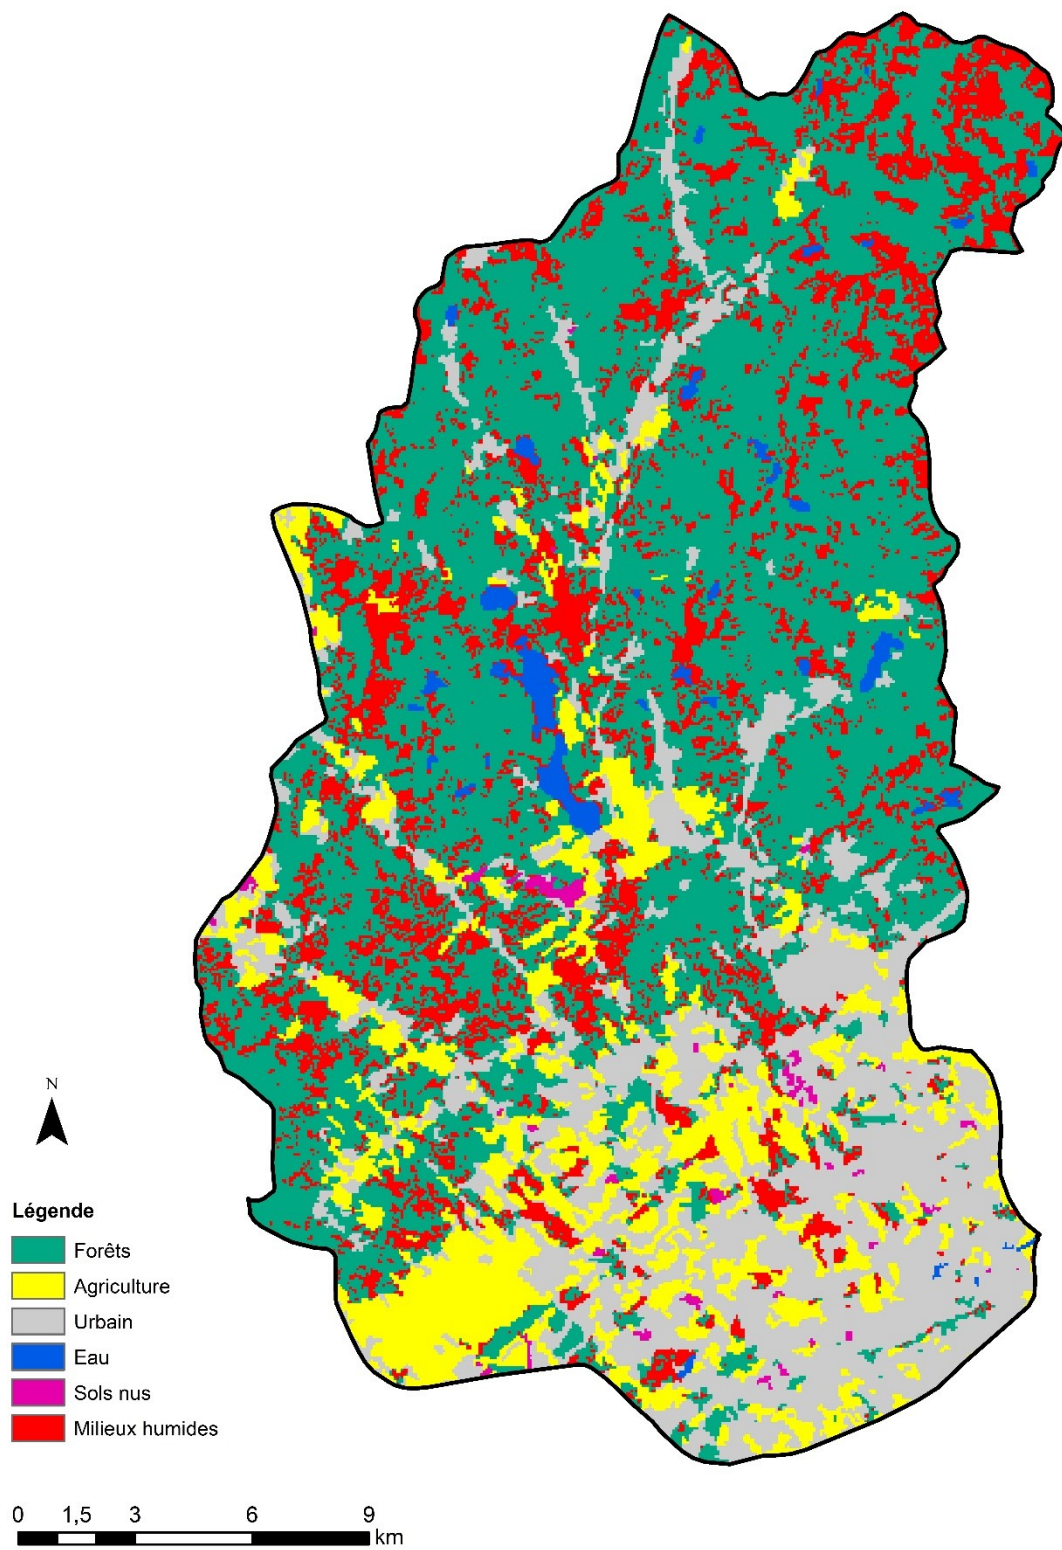 N
Légende
Forêts
Agriculture
Urbain
Eau
Sols nus
Milieux humides
0 1,5 3 6 9
km